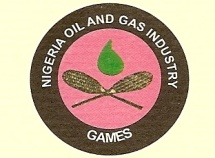 NIGERIA OIL AND GAS INDUSTRY
GAMES